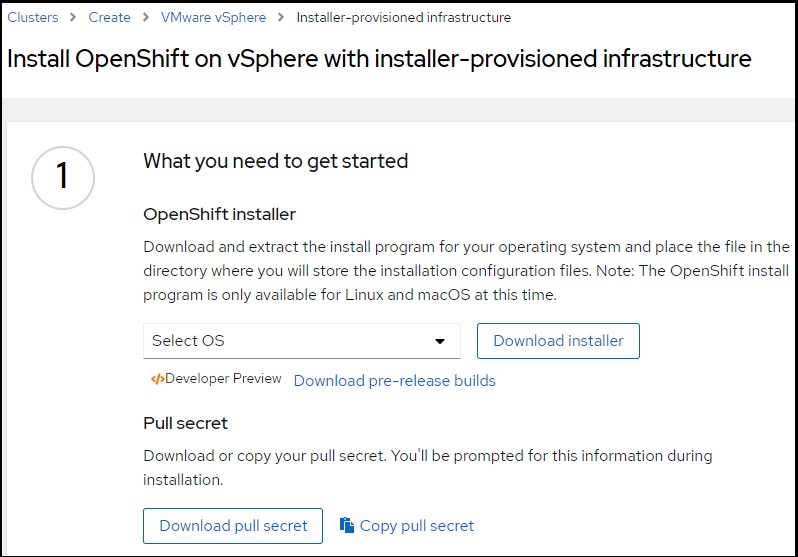 Clusters > Create > VMware vSphere > Installer-provisioned infrastructure
Install OpenShift on vSphere with installer-provisioned infrastructure
1
What you need to get started
OpenShift installer
Download and extract the install program for your operating system and place the file in the
directory where you will store the installation configuration files. Note: The OpenShift install
program is only available for Linux and macOS at this time.
Select OS
Download installer
</>Developer Preview Download pre-release builds
Pull secret
Download or copy your pull secret. You'll be prompted for this information during
installation.
Download pull secret
Copy pull secret